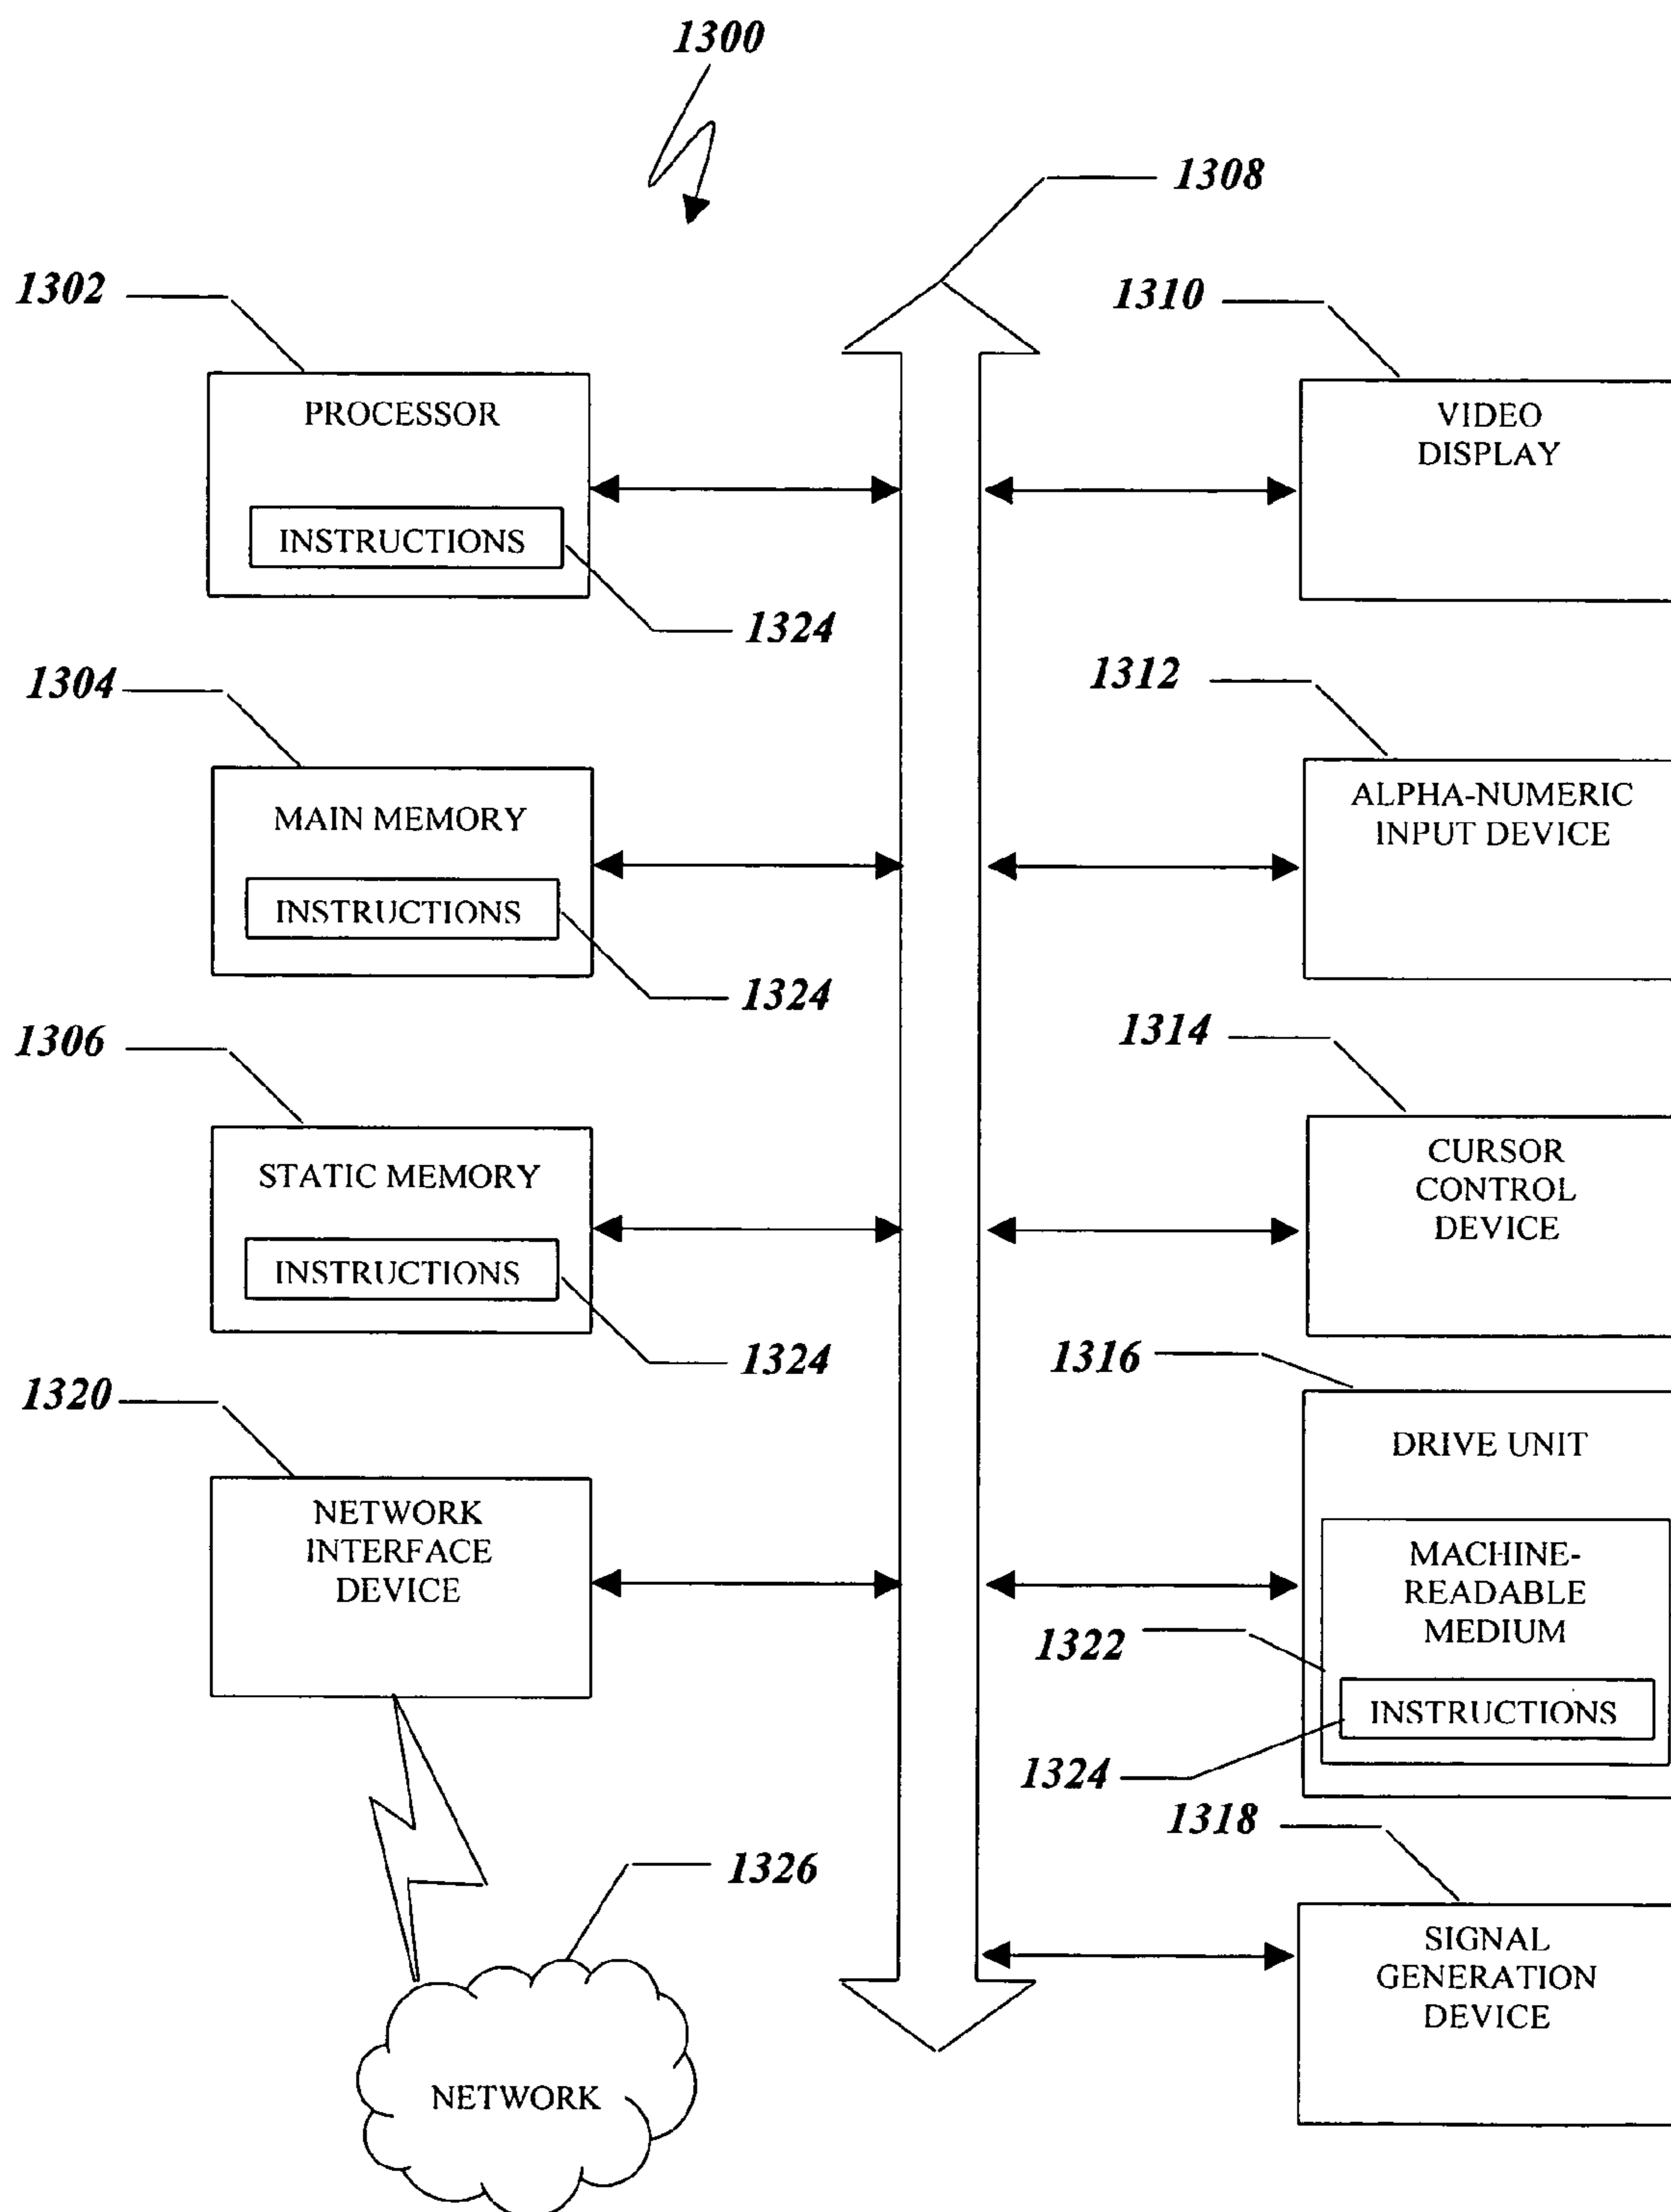 1300
1308
1302
1310
PROCESSOR
INSTRUCTIONS
1324
VIDEO
DISPLAY
1304
1312
MAIN MEMORY
INSTRUCTIONS
1324
ALPHA-NUMERIC
INPUT DEVICE
1306
1314
STATIC MEMORY
INSTRUCTIONS
1324
CURSOR
CONTROL
DEVICE
1320
1316
NETWORK
INTERFACE
DEVICE
DRIVE UNIT
MACHINE-
READABLE
MEDIUM
1322
INSTRUCTIONS
1324
1318
1326
NETWORK
SIGNAL
GENERATION
DEVICE